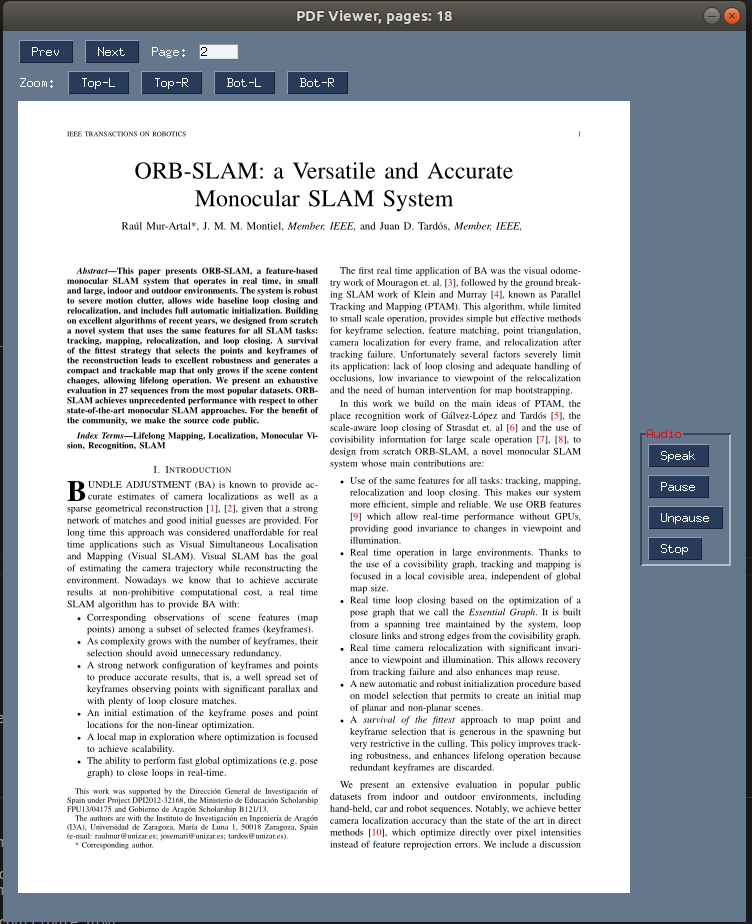 PDF Viewer, pages: 18
Prev Next Page: 2
Zoom: Top-L Top-R Bot-L Bot-R
IEEE TRANSACTIONS ON ROBOTICS 1
ORB-SLAM: a Versatile and Accurate
Monocular SLAM System
Raúl Mur-Artal*, J. M. M. Montiel, Member, IEEE, and Juan D. Tardós, Member, IEEE,
Abstract—This paper presents ORB-SLAM, a feature-based
monocular SLAM system that operates in real time, in small
and large, indoor and outdoor environments. The system is robust
to severe motion clutter, allows wide baseline loop closing and
relocalization, and includes full automatic initialization. Building
on excellent algorithms of recent years, we designed from scratch
a novel system that uses the same features for all SLAM tasks:
tracking, mapping, relocalization, and loop closing. A survival
of the fittest strategy that selects the points and keyframes of
the reconstruction leads to excellent robustness and generates a
compact and trackable map that only grows if the scene content
changes, allowing lifelong operation. We present an exhaustive
evaluation in 27 sequences from the most popular datasets. ORB-
SLAM achieves unprecedented performance with respect to other
state-of-the-art monocular SLAM approaches. For the benefit of
the community, we make the source code public.
Index Terms—Lifelong Mapping, Localization, Monocular Vi-
sion, Recognition, SLAM
I. INTRODUCTION
BUNDLE ADJUSTMENT (BA) is known to provide ac-
curate estimates of camera localizations as well as a
sparse geometrical reconstruction [1], [2], given that a strong
network of matches and good initial guesses are provided. For
long time this approach was considered unaffordable for real
time applications such as Visual Simultaneous Localisation
and Mapping (Visual SLAM). Visual SLAM has the goal
of estimating the camera trajectory while reconstructing the
environment. Nowadays we know that to achieve accurate
results at non-prohibitive computational cost, a real time
SLAM algorithm has to provide BA with:
• Corresponding observations of scene features (map
points) among a subset of selected frames (keyframes).
• As complexity grows with the number of keyframes, their
selection should avoid unnecessary redundancy.
• A strong network configuration of keyframes and points
to produce accurate results, that is, a well spread set of
keyframes observing points with significant parallax and
with plenty of loop closure matches.
• An initial estimation of the keyframe poses and point
locations for the non-linear optimization.
• A local map in exploration where optimization is focused
to achieve scalability.
• The ability to perform fast global optimizations (e.g. pose
graph) to close loops in real-time.
This work was supported by the Dirección General de Investigación of
Spain under Project DPI2012-32168, the Ministerio de Educación Scholarship
FPU13/04175 and Gobierno de Aragón Scholarship B121/13.
The authors are with the Instituto de Investigación en Ingeniería de Aragón
(I3A), Universidad de Zaragoza, María de Luna 1, 50018 Zaragoza, Spain
(e-mail: raulmur@unizar.es; josemari@unizar.es; tardos@unizar.es).
* Corresponding author.
The first real time application of BA was the visual odome-
try work of Mouragon et. al. [3], followed by the ground break-
ing SLAM work of Klein and Murray [4], known as Parallel
Tracking and Mapping (PTAM). This algorithm, while limited to
small scale operation, provides simple but effective methods
for keyframe selection, feature matching, point triangulation,
camera localization for every frame, and relocalization after
tracking failure. Unfortunately several factors severely limit
its application: lack of loop closing and adequate handling of
occlusions, low invariance to viewpoint of the relocalization
and the need of human intervention for map bootstrapping.
In this work we build on the main ideas of PTAM, the
place recognition work of Gálvez-López and Tardós [5], the
scale-aware loop closing of Strasdat et. al [6] and the use of
covisibility information for large scale operation [7], [8], to
design from scratch ORB-SLAM, a novel monocular SLAM
system whose main contributions are:
• Use of the same features for all tasks: tracking, mapping,
relocalization and loop closing. This makes our system
more efficient, simple and reliable. We use ORB features
[9] which allow real-time performance without GPUs,
providing good invariance to changes in viewpoint and
illumination.
• Real time operation in large environments. Thanks to
the use of a covisibility graph, tracking and mapping is
focused in a local covisible area, independent of global
map size.
• Real time loop closing based on the optimization of a
pose graph that we call the Essential Graph. It is built
from a spanning tree maintained by the system, loop
closure links and strong edges from the covisibility graph.
• Real time camera relocalization with significant invari-
ance to viewpoint and illumination. This allows recovery
from tracking failure and also enhances map reuse.
• A new automatic and robust initialization procedure based
on model selection that permits to create an initial map
of planar and non-planar scenes.
• A survival of the fittest approach to map point and
keyframe selection that is generous in the spawning but
very restrictive in the culling. This policy improves track-
ing robustness, and enhances lifelong operation because
redundant keyframes are discarded.
We present an extensive evaluation in popular public
datasets from indoor and outdoor environments, including
hand-held, car and robot sequences. Notably, we achieve better
camera localization accuracy than the state of the art in direct
methods [10], which optimize directly over pixel intensities
instead of feature reprojection errors. We include a discussion
Audio
Speak
Pause
Unpause
Stop